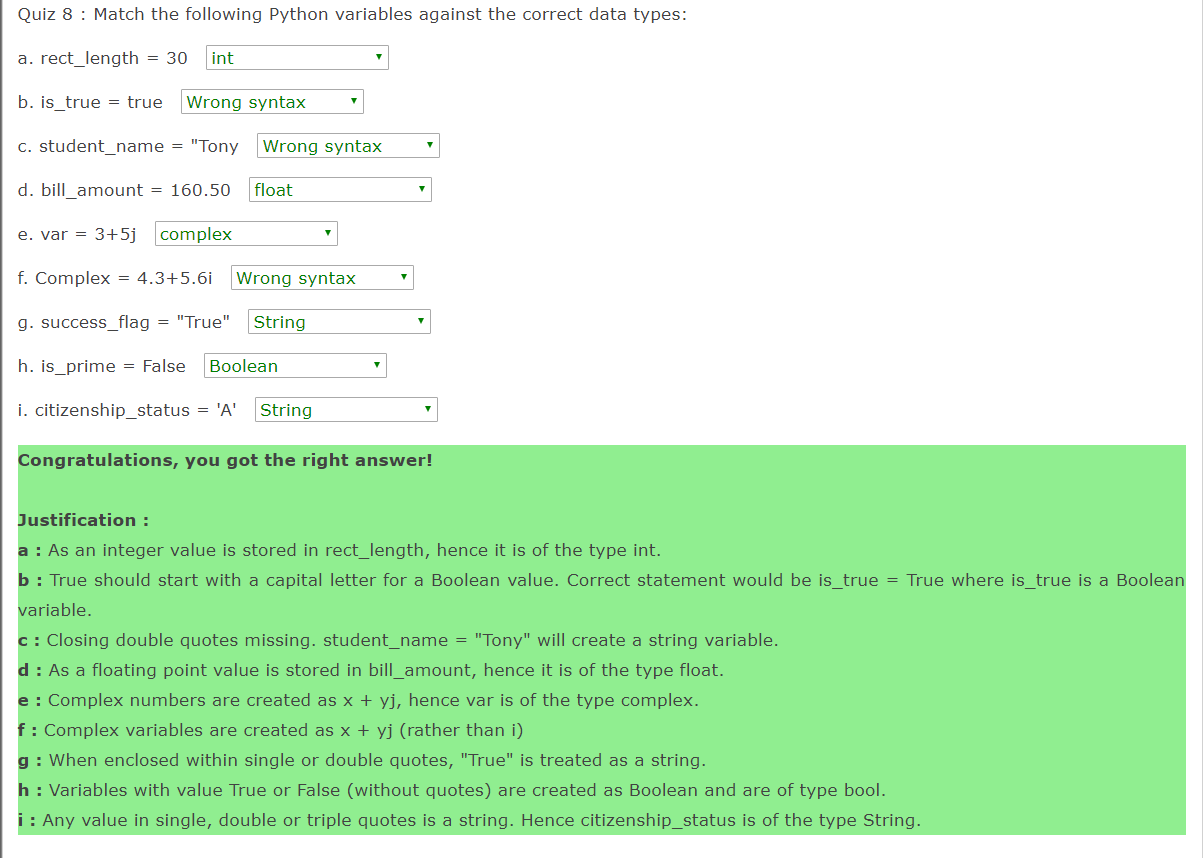 Quiz 8 : Match the following Python variables against the correct data types:
a. rect_length = 30 int
b. is_true = true Wrong syntax
c. student_name = "Tony Wrong syntax
d. bill_amount = 160.50 float
e. var = 3+5j complex
f. Complex = 4.3+5.6i Wrong syntax
g. success_flag = "True" String
h. is_prime = False Boolean
i. citizenship_status = 'A' String
Congratulations, you got the right answer!
Justification :
a : As an integer value is stored in rect_length, hence it is of the type int.
b : True should start with a capital letter for a Boolean value. Correct statement would be is_true = True where is_true is a Boolean
variable.
c : Closing double quotes missing. student_name = "Tony" will create a string variable.
d : As a floating point value is stored in bill_amount, hence it is of the type float.
e : Complex numbers are created as x + yj, hence var is of the type complex.
f : Complex variables are created as x + yj (rather than i)
g : When enclosed within single or double quotes, "True" is treated as a string.
h : Variables with value True or False (without quotes) are created as Boolean and are of type bool.
i : Any value in single, double or triple quotes is a string. Hence citizenship_status is of the type String.